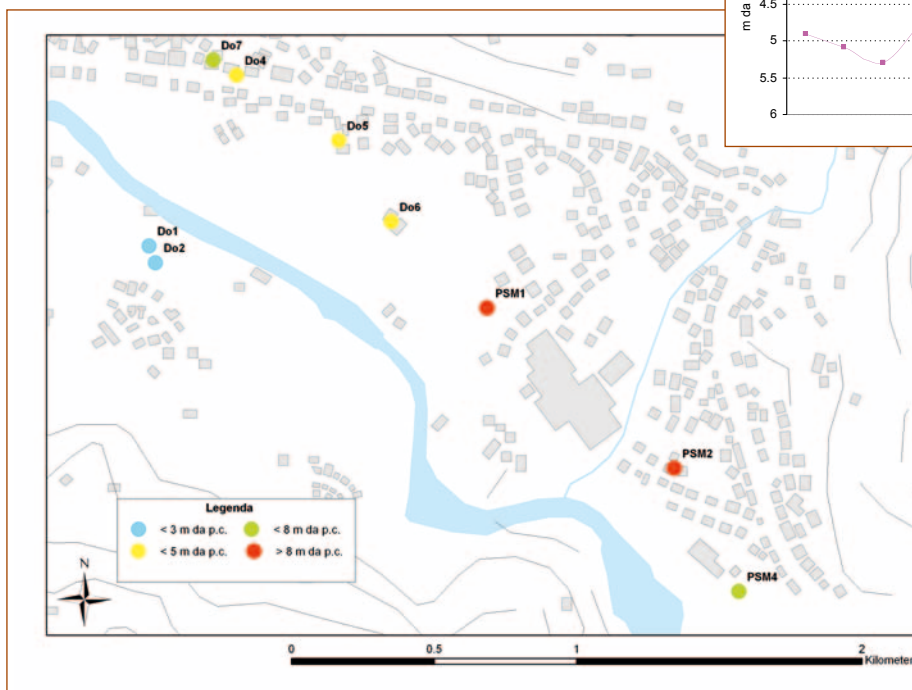 4.5
m da
5
5.5
6
Do7
Do4
Do5
Do6
Do1
Do2
PSM1
PSM2
PSM4
Legenda
< 3 m da p.c.
< 8 m da p.c.
< 5 m da p.c.
> 8 m da p.c.
N
0
0.5
1
2
Kilometer